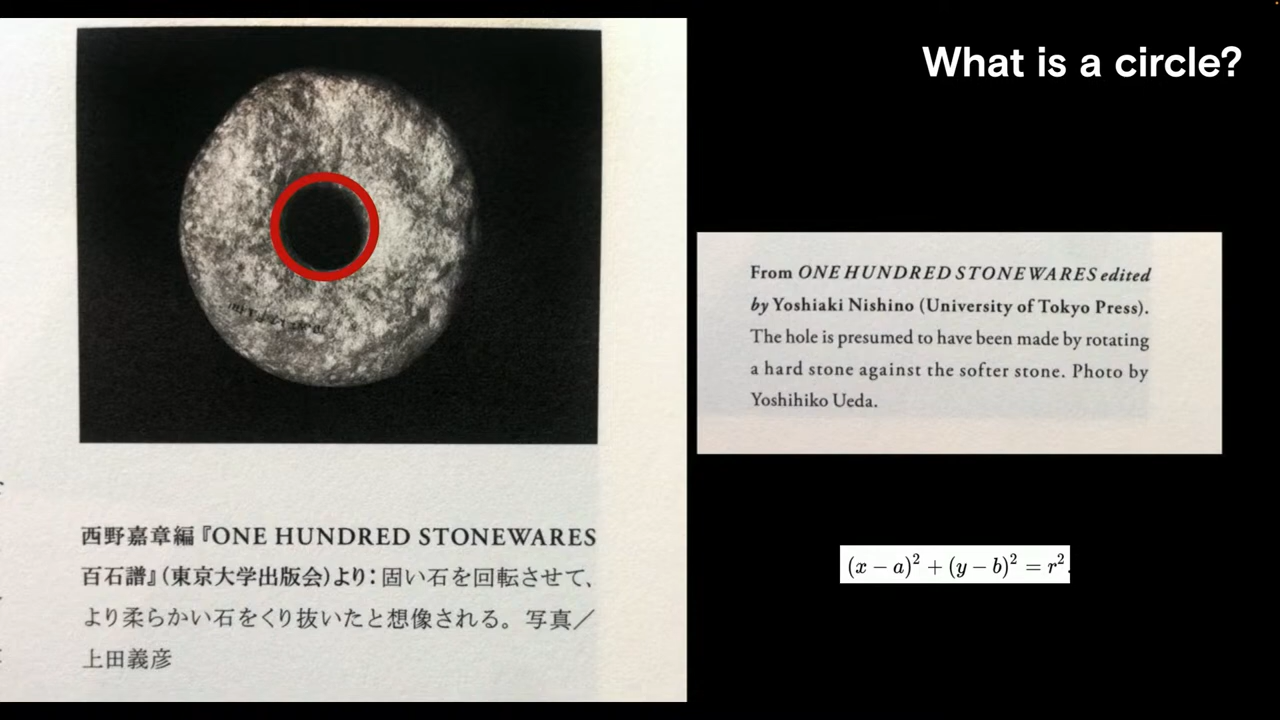 What is a circle?
From ONE HUNDRED STONEWARES edited
by Yoshiaki Nishino (University of Tokyo Press).
The hole is presumed to have been made by rotating
a hard stone against the softer stone. Photo by
Yoshihiko Ueda.
(x − a)² + (y − b)² = r².
西野嘉章編『ONE HUNDRED STONEWARES
百石譜』(東京大学出版会)より：固い石を回転させて、
より柔らかい石をくり抜いたと想像される。写真／
上田義彦